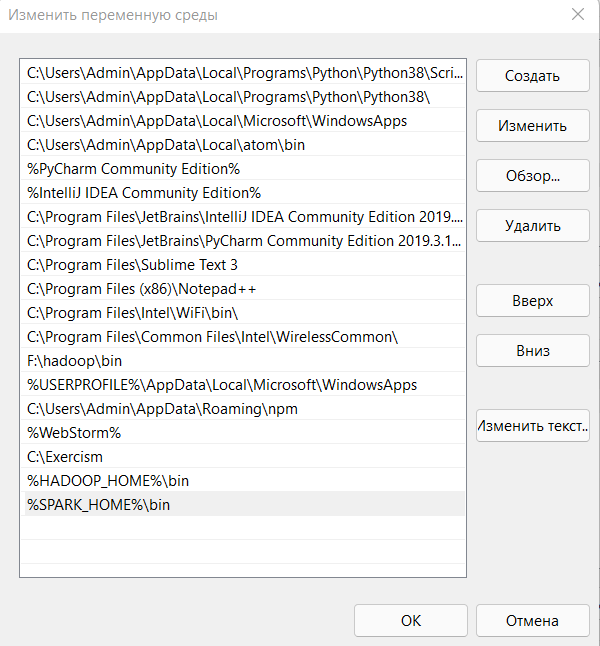 Изменить переменную среды
C:\Users\Admin\AppData\Local\Programs\Python\Python38\Scri...
C:\Users\Admin\AppData\Local\Programs\Python\Python38\
C:\Users\Admin\AppData\Local\Microsoft\WindowsApps
C:\Users\Admin\AppData\Local\atom\bin
%PyCharm Community Edition%
%IntelliJ IDEA Community Edition%
C:\Program Files\JetBrains\IntelliJ IDEA Community Edition 2019....
C:\Program Files\JetBrains\PyCharm Community Edition 2019.3.1...
C:\Program Files\Sublime Text 3
C:\Program Files (x86)\Notepad++
C:\Program Files\Intel\WiFi\bin\
C:\Program Files\Common Files\Intel\WirelessCommon\
F:\hadoop\bin
%USERPROFILE%\AppData\Local\Microsoft\WindowsApps
C:\Users\Admin\AppData\Roaming\npm
%WebStorm%
C:\Exercism
%HADOOP_HOME%\bin
%SPARK_HOME%\bin
Создать
Изменить
Обзор...
Удалить
Вверх
Вниз
Изменить текст...
ОК
Отмена